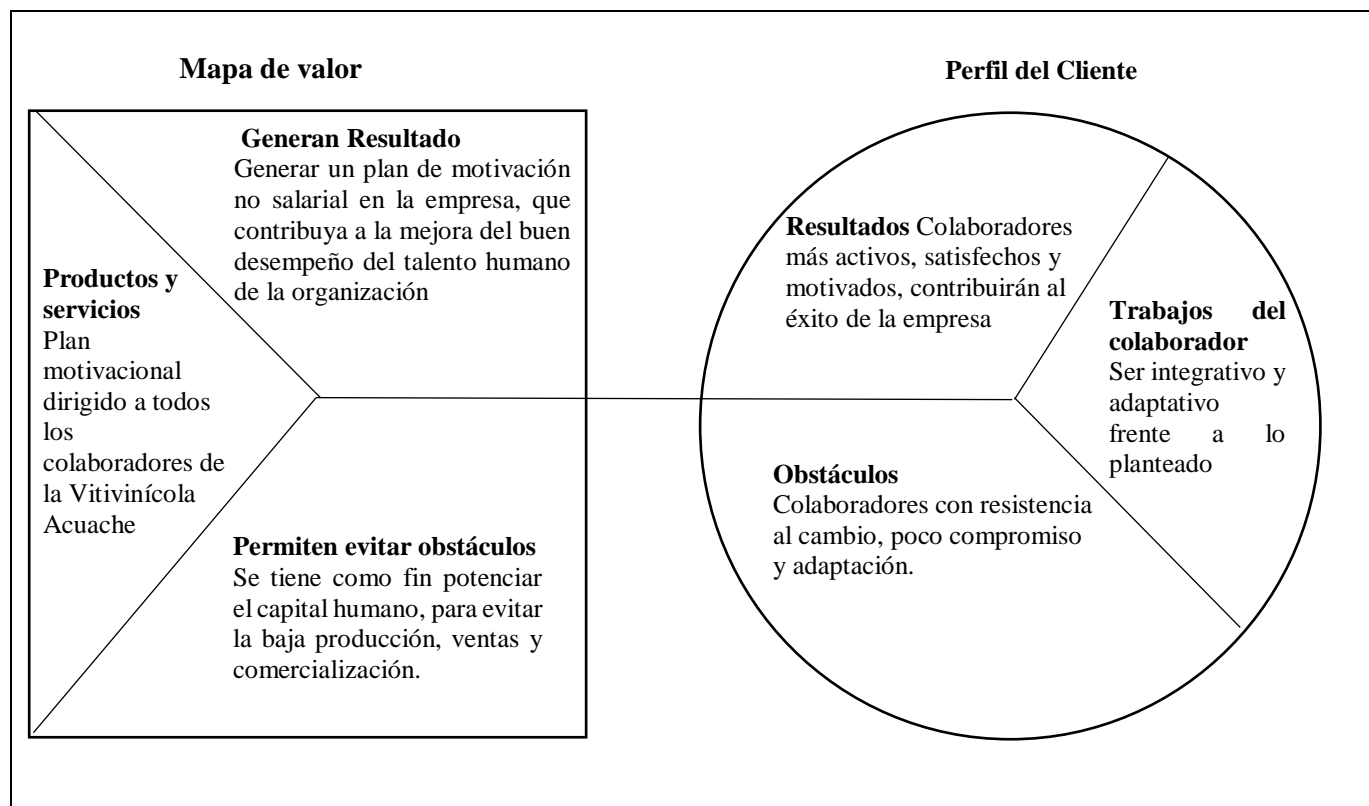 Mapa de valor
Generan Resultado
Generar un plan de motivación
no salarial en la empresa, que
contribuya a la mejora del buen
desempeño del talento humano
de la organización
Productos y
servicios
Plan
motivacional
dirigido a todos
los
colaboradores de
la Vitivinícola
Acuache
Permiten evitar obstáculos
Se tiene como fin potenciar
el capital humano, para evitar
la baja producción, ventas y
comercialización.
Perfil del Cliente
Resultados Colaboradores
más activos, satisfechos y
motivados, contribuirán al
éxito de la empresa
Trabajos del
colaborador
Ser integrativo y
adaptativo
frente a lo
planteado
Obstáculos
Colaboradores con resistencia
al cambio, poco compromiso
y adaptación.